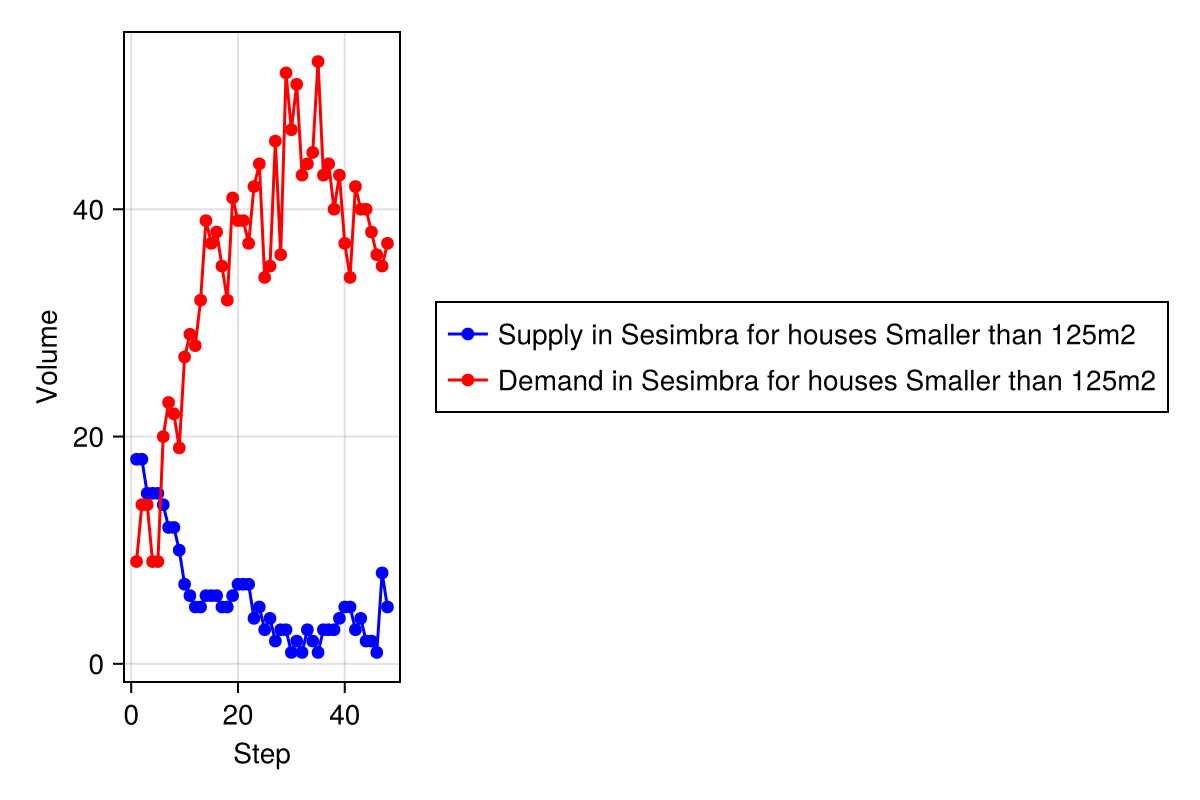 Volume
40
20
0
0 20 40
Step
Supply in Sesimbra for houses Smaller than 125m2
Demand in Sesimbra for houses Smaller than 125m2